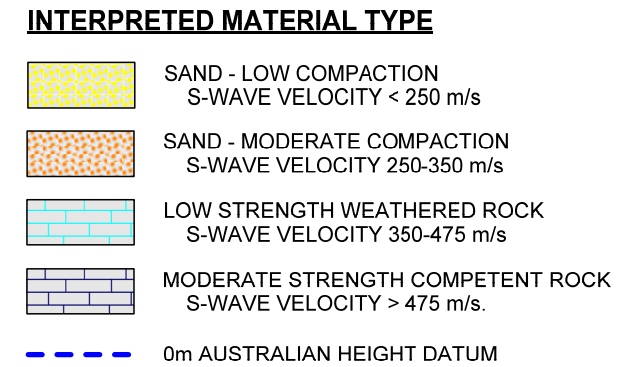 INTERPRETED MATERIAL TYPE
SAND - LOW COMPACTION
S-WAVE VELOCITY < 250 m/s
SAND - MODERATE COMPACTION
S-WAVE VELOCITY 250-350 m/s
LOW STRENGTH WEATHERED ROCK
S-WAVE VELOCITY 350-475 m/s
MODERATE STRENGTH COMPETENT ROCK
S-WAVE VELOCITY > 475 m/s.
0m AUSTRALIAN HEIGHT DATUM